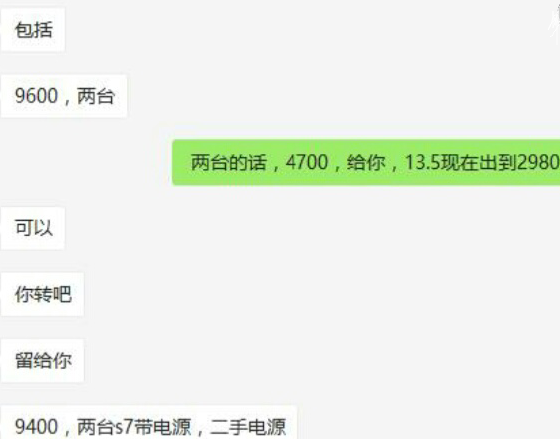 包括
9600，两台
两台的话，4700，给你，13.5现在出到2980
可以
你转吧
留给你
9400，两台s7带电源，二手电源